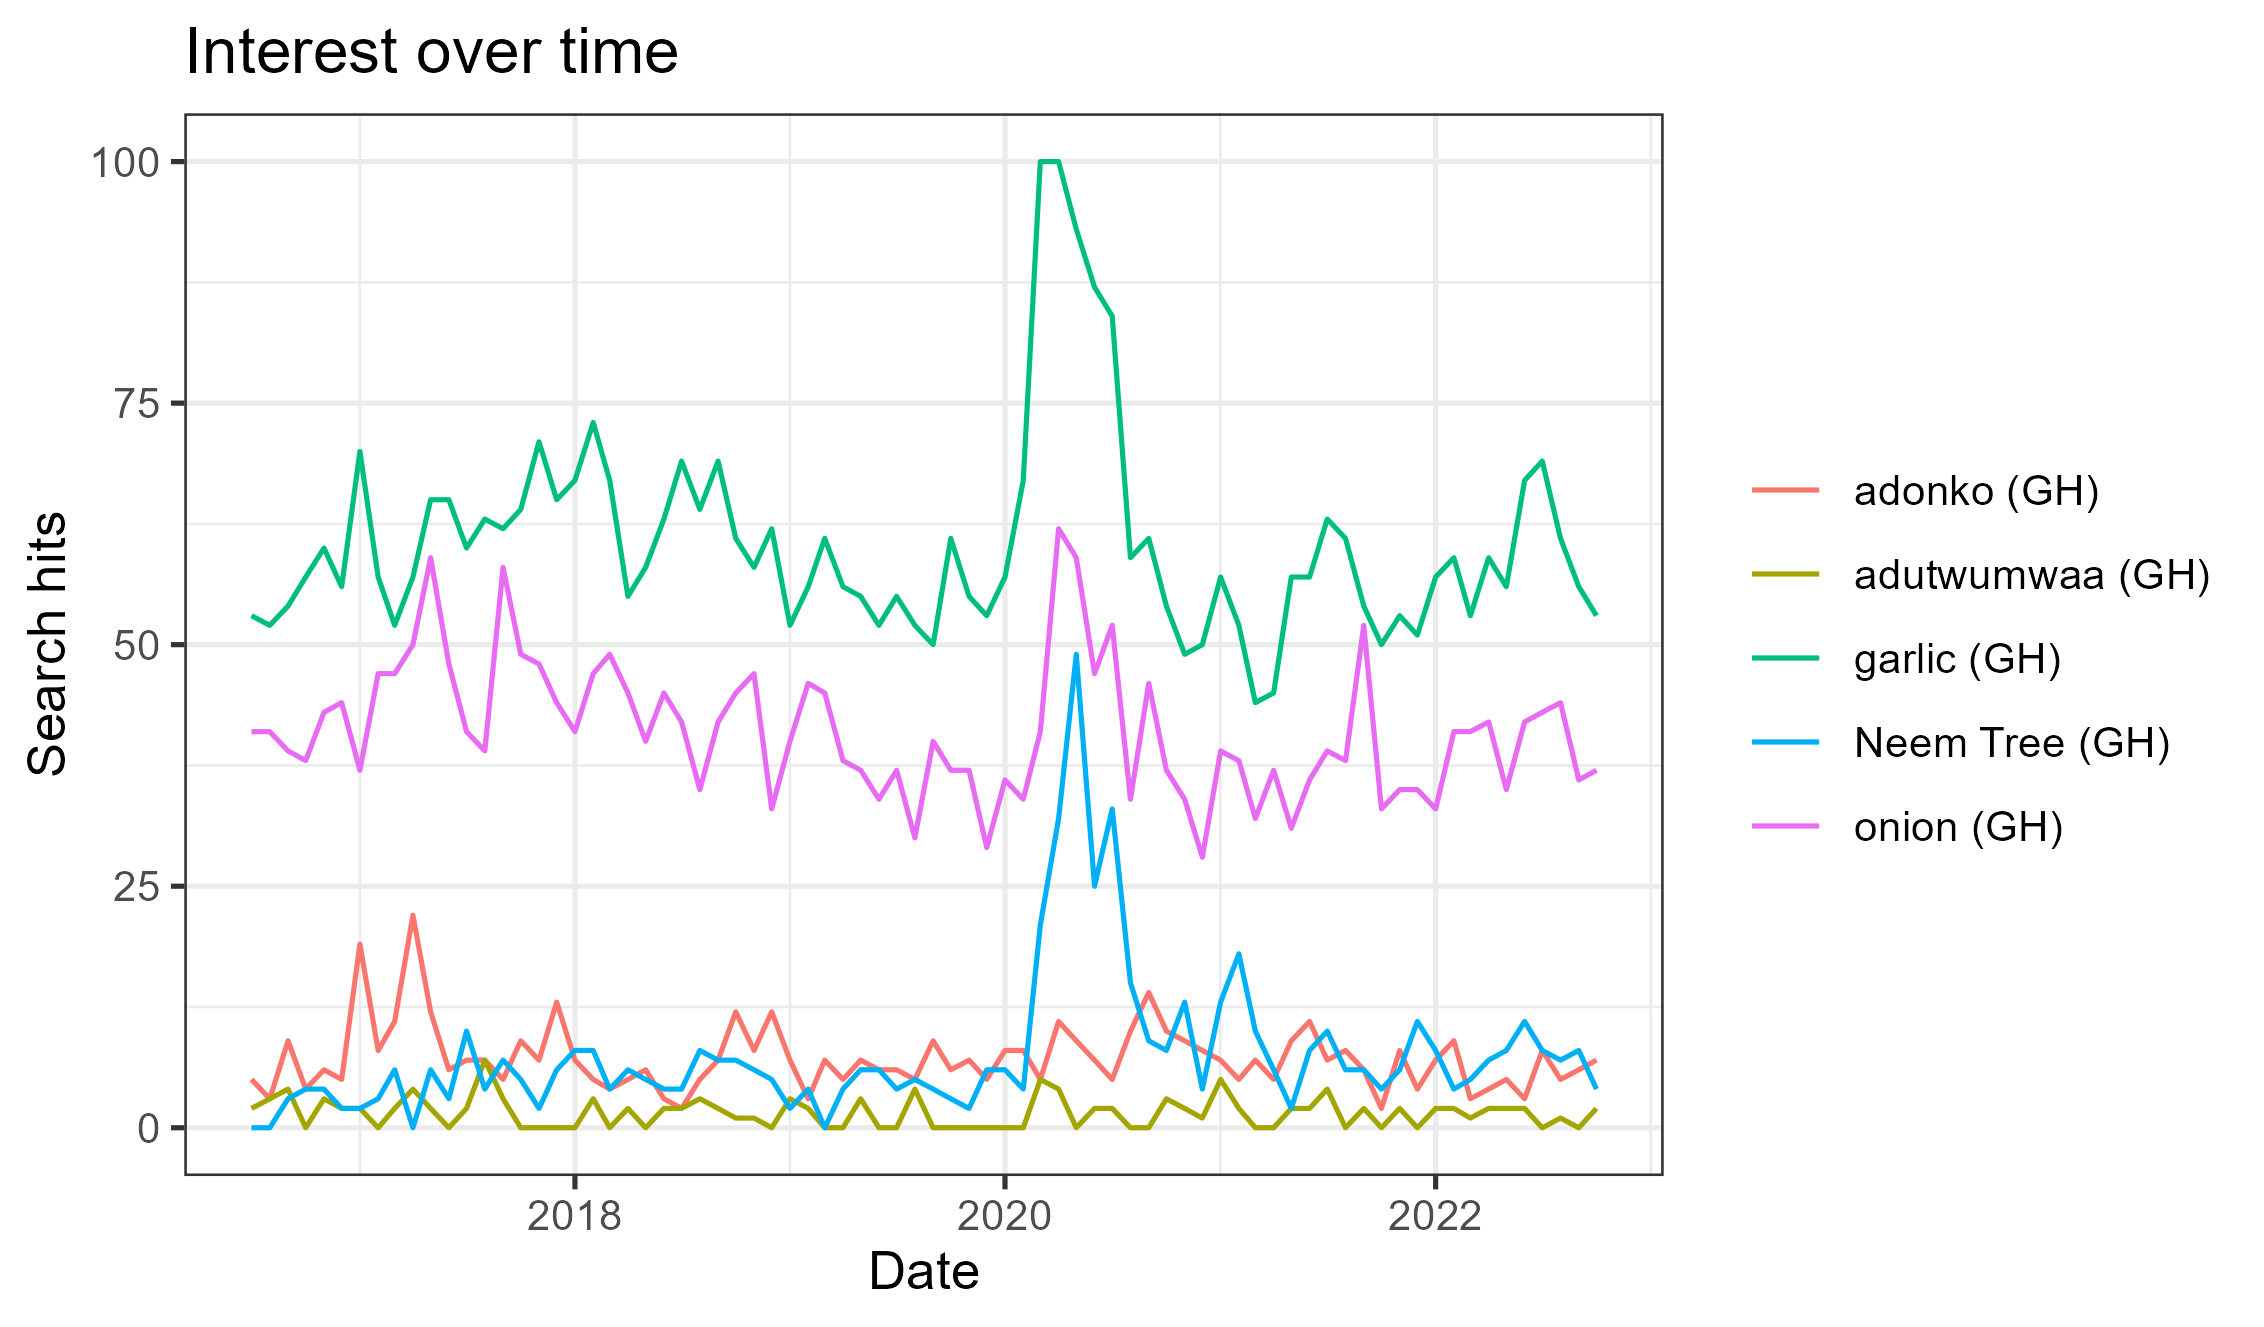 Interest over time
100
75
50
25
0
Search hits
2018
2020
2022
Date
adonko (GH)
adutwumwaa (GH)
garlic (GH)
Neem Tree (GH)
onion (GH)